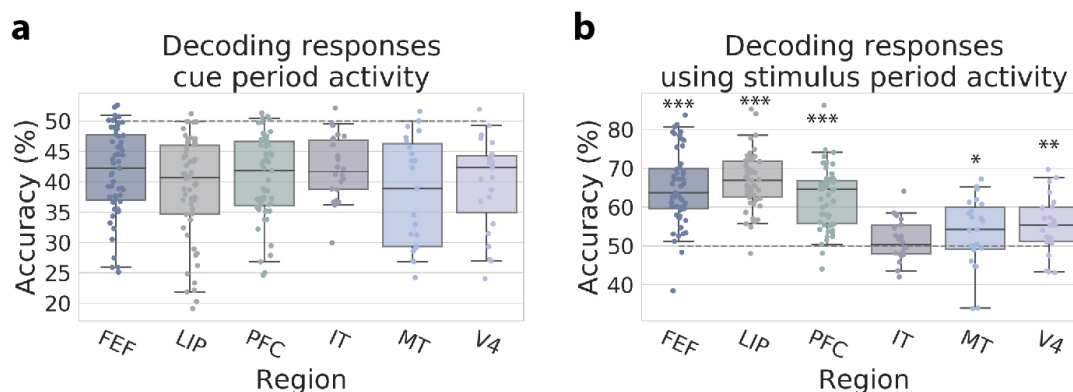 a
Decoding responses
cue period activity
Accuracy (%)
50
45
40
35
30
25
20
FEF
LIP
PFC
IT
MT
V4
Region
b
Decoding responses
using stimulus period activity
Accuracy (%)
80
70
60
50
40
***
***
***
*
**
FEF
LIP
PFC
IT
MT
V4
Region